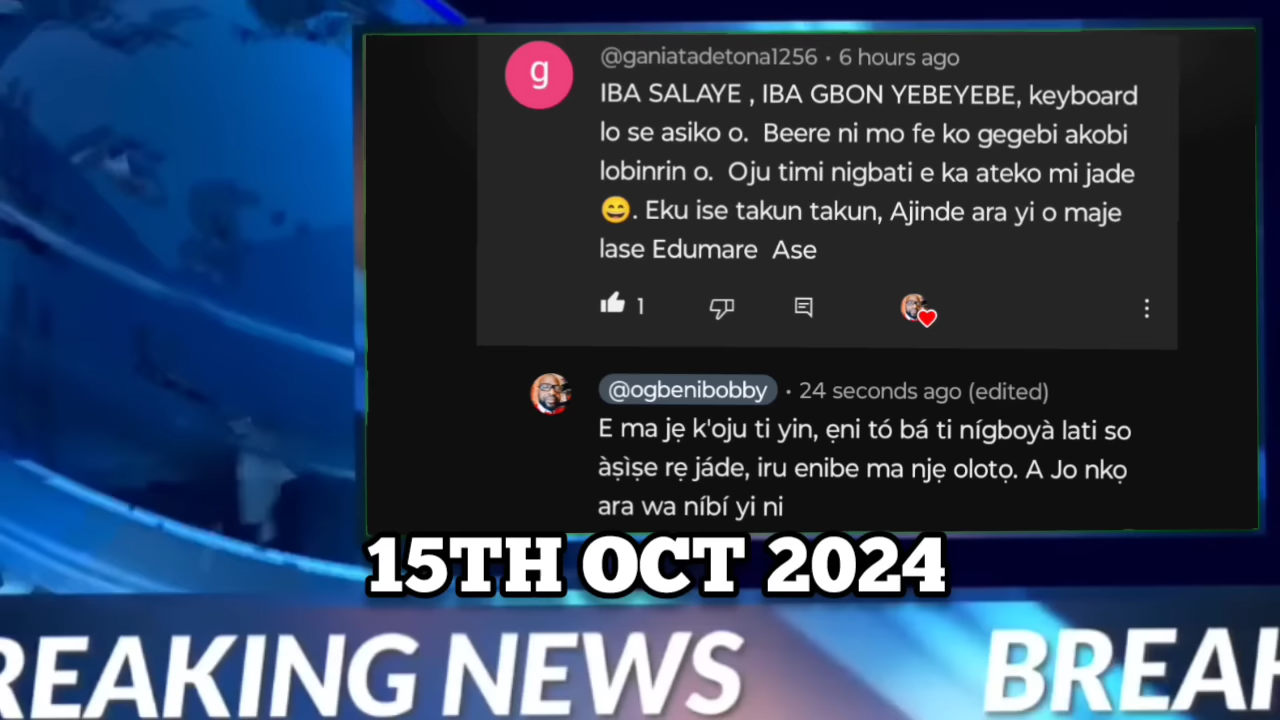 g
@ganiatadetona1256 • 6 hours ago
IBA SALAYE , IBA GBON YEBEYEBE, keyboard
lo se asiko o. Beere ni mo fe ko gegebi akobi
lobinrin o. Oju timi nigbati e ka ateko mi jade
😄. Eku ise takun takun, Ajinde ara yi o maje
lase Edumare Ase
1
@ogbenibobby • 24 seconds ago (edited)
E ma jẹ k'oju ti yin, ẹni tó bá ti nígboyà lati so
àṣìṣe rẹ jáde, iru enibe ma njẹ olotọ. A Jo nkọ
ara wa níbí yi ni
15TH OCT 2024
REAKING NEWS BREAK